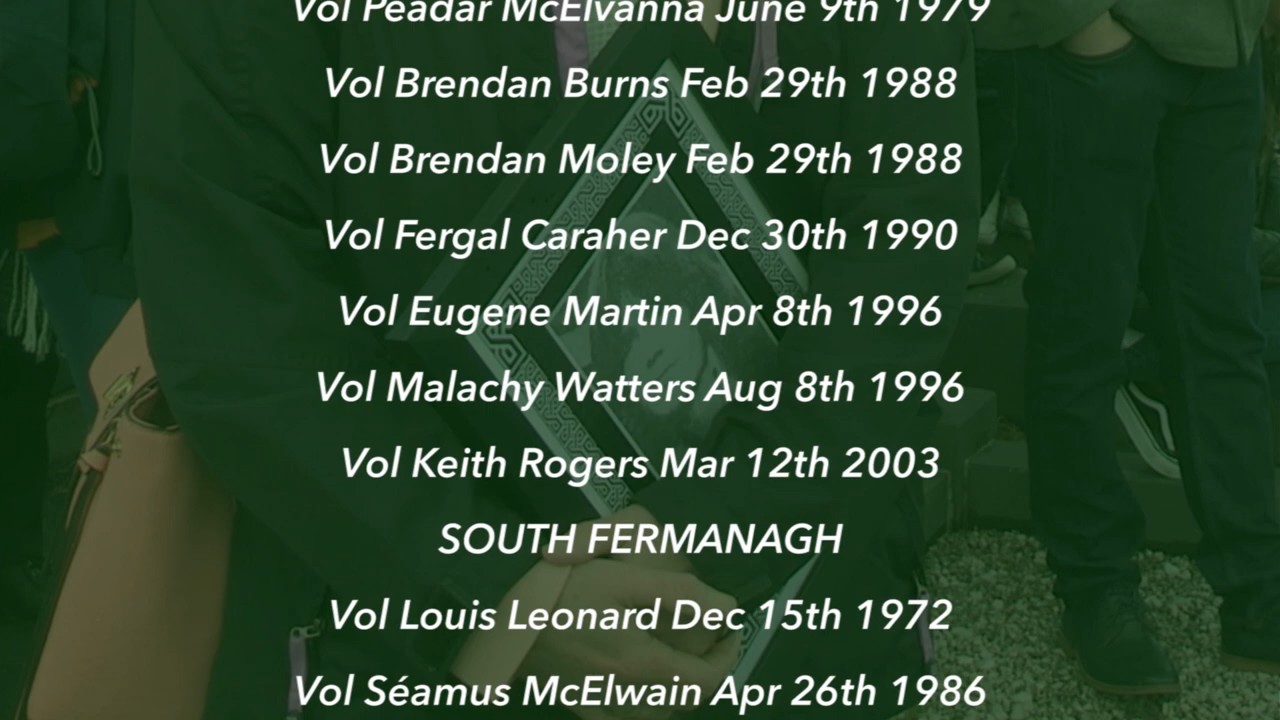 Vol Peadar McElvanna June 9th 1979
Vol Brendan Burns Feb 29th 1988
Vol Brendan Moley Feb 29th 1988
Vol Fergal Caraher Dec 30th 1990
Vol Eugene Martin Apr 8th 1996
Vol Malachy Watters Aug 8th 1996
Vol Keith Rogers Mar 12th 2003
SOUTH FERMANAGH
Vol Louis Leonard Dec 15th 1972
Vol Séamus McElwain Apr 26th 1986